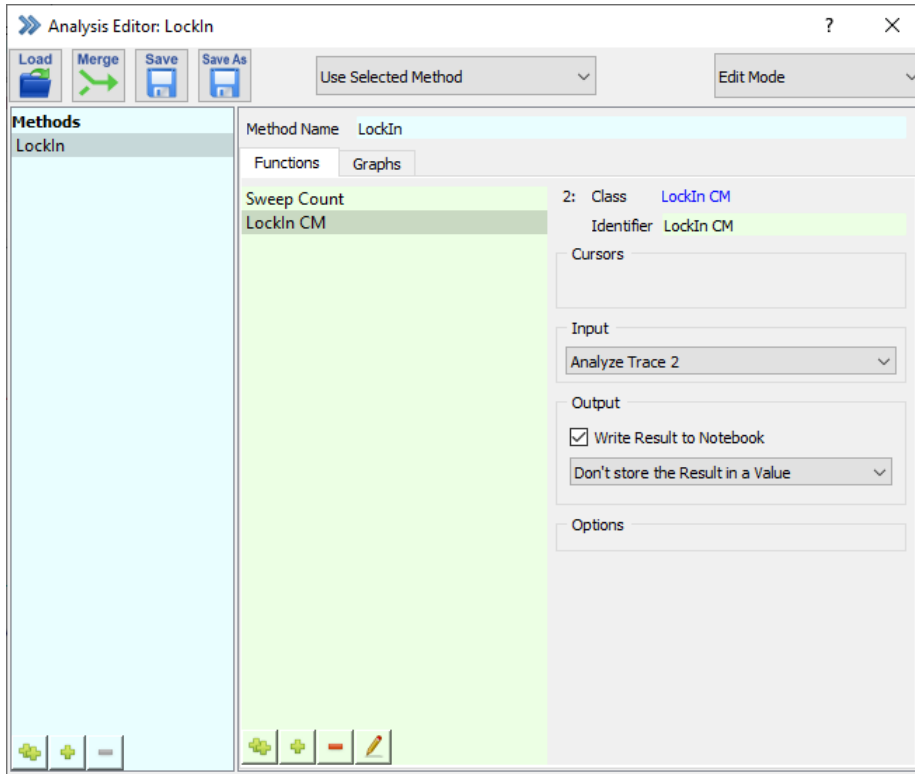 Analysis Editor: LockIn
?
Load
Merge
Save
Save As
Use Selected Method
Edit Mode
Methods
LockIn
Method Name LockIn
Functions
Graphs
Sweep Count
LockIn CM
2: Class LockIn CM
Identifier LockIn CM
Cursors
Input
Analyze Trace 2
Output
Write Result to Notebook
Don't store the Result in a Value
Options